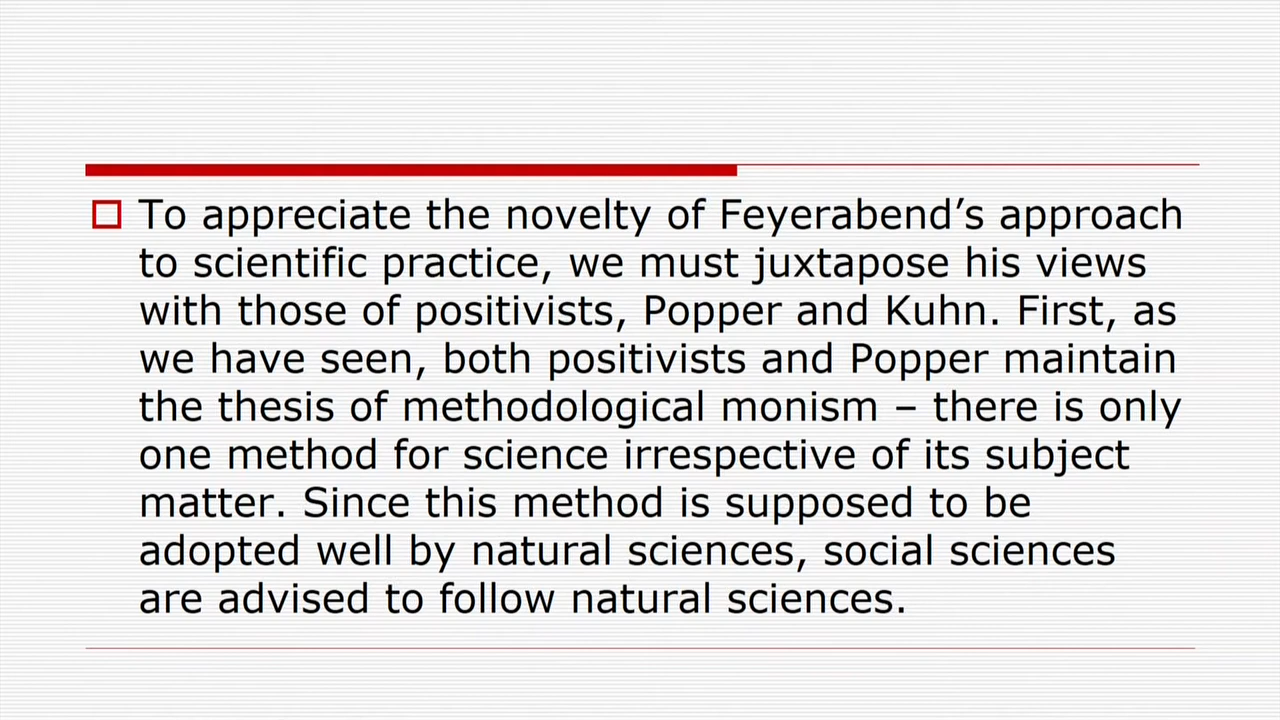 To appreciate the novelty of Feyerabend’s approach
to scientific practice, we must juxtapose his views
with those of positivists, Popper and Kuhn. First, as
we have seen, both positivists and Popper maintain
the thesis of methodological monism – there is only
one method for science irrespective of its subject
matter. Since this method is supposed to be
adopted well by natural sciences, social sciences
are advised to follow natural sciences.